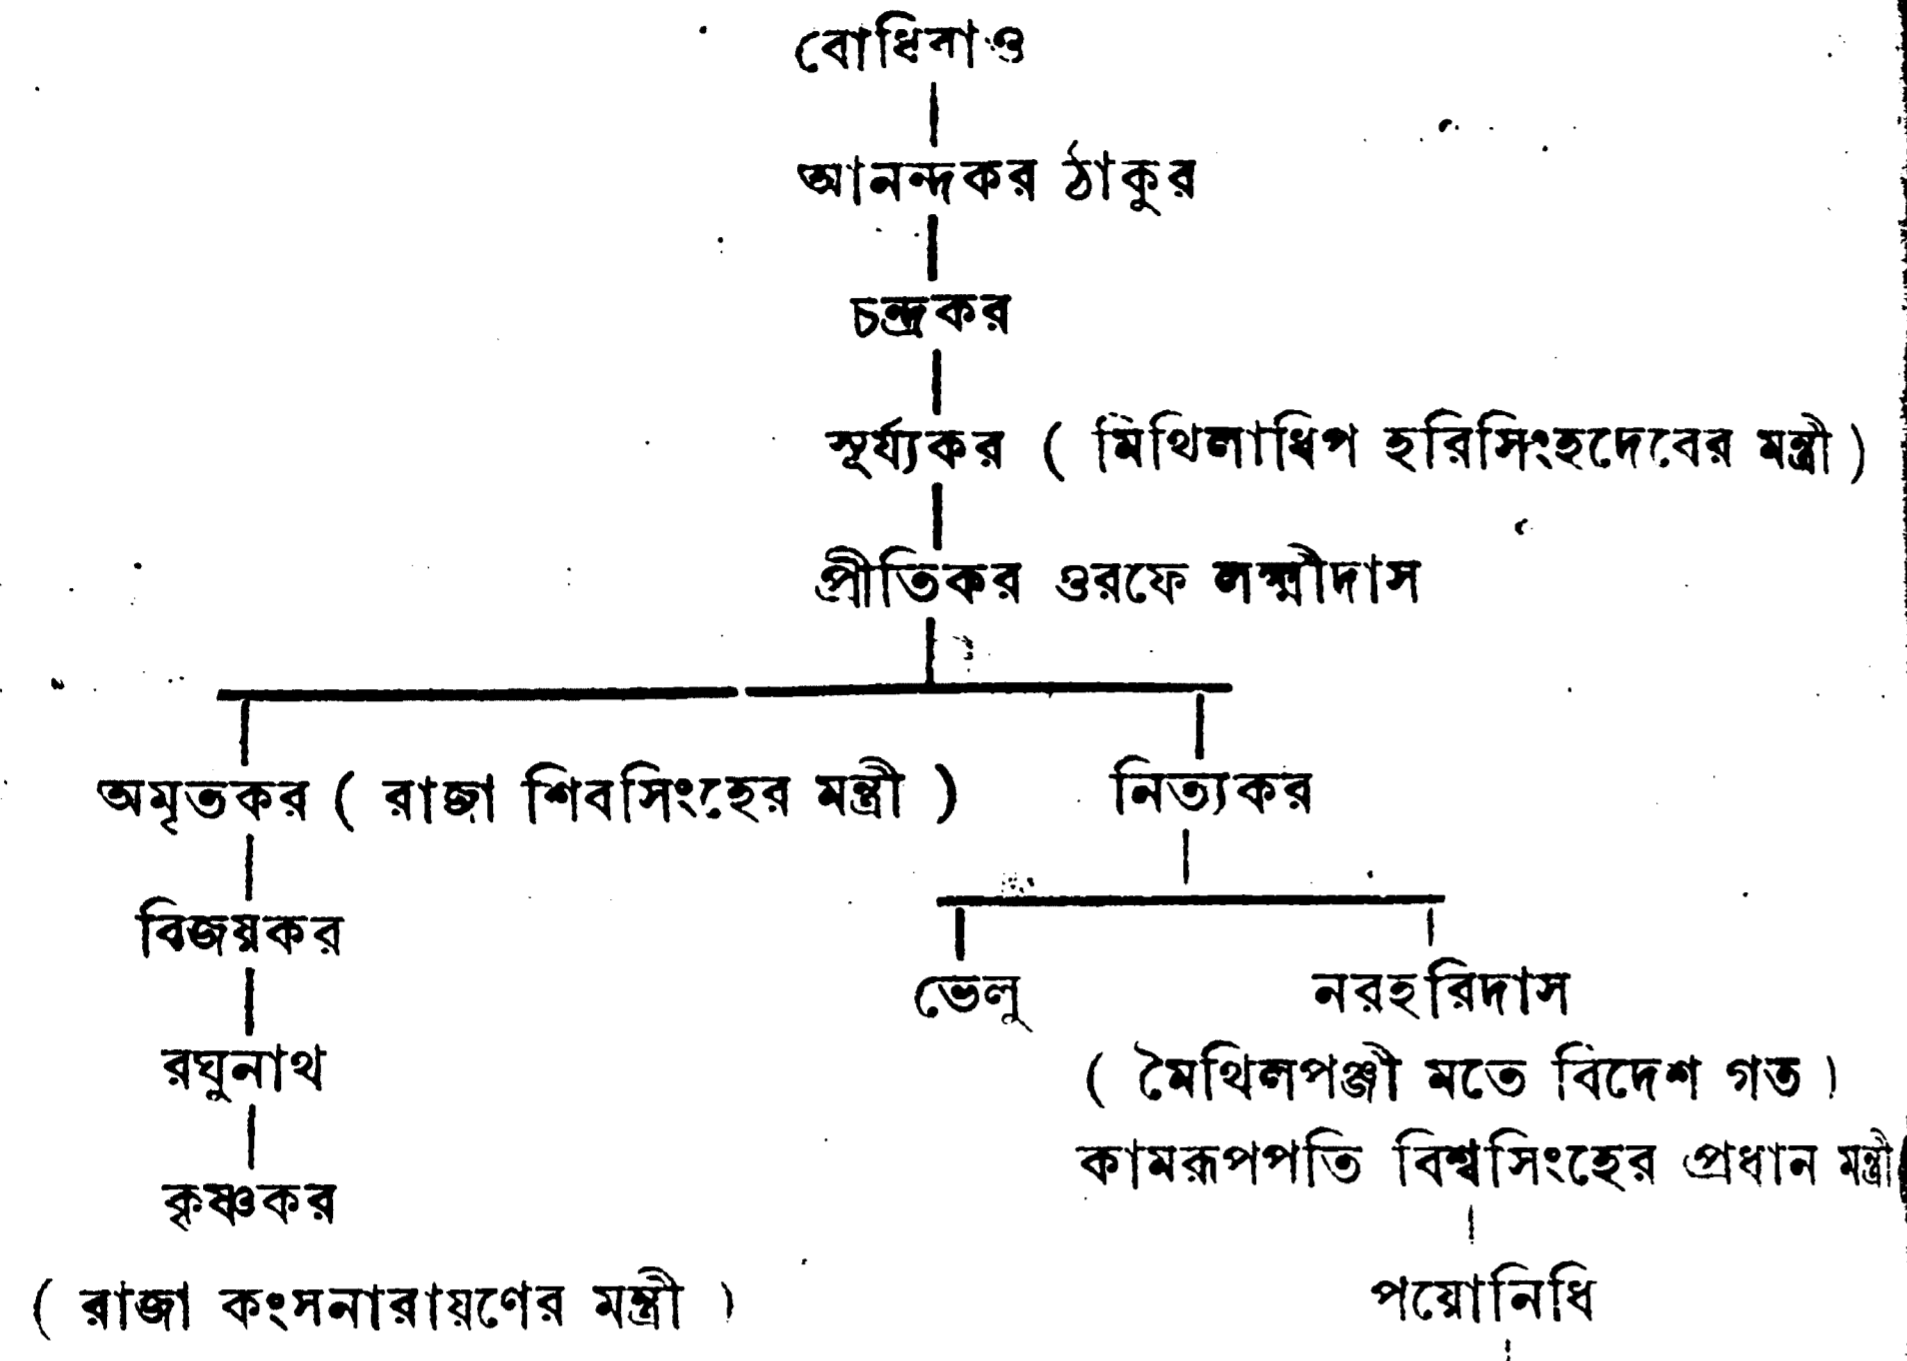 বোধিদাও
আনন্দকর ঠাকুর
চন্দ্রকর
সূর্য্যকর ( মিথিলাধিপ হরিসিংহদেবের মন্ত্রী )
প্রীতিকর ওরফে লক্ষ্মীদাস
অমৃতকর ( রাজা শিবসিংহের মন্ত্রী ) নিত্যকর
বিজয়কর
ভেলু নরহরিদাস
রঘুনাথ ( মৈথিলপঞ্জী মতে বিদেশ গত )
কামরূপপতি বিশ্বসিংহের প্রধান মন্ত্রী
কৃষ্ণকর
( রাজা কংসনারায়ণের মন্ত্রী ) পয়োনিধি